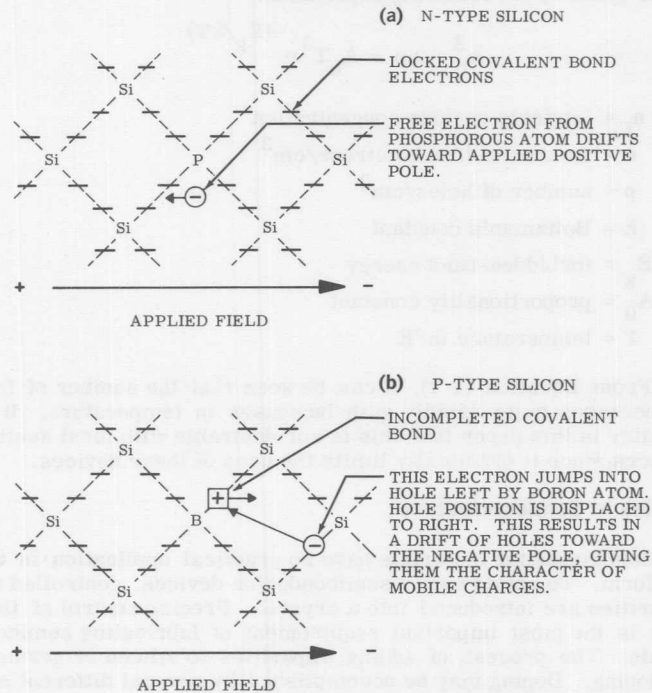 (a) N-TYPE SILICON
LOCKED COVALENT BOND
ELECTRONS
FREE ELECTRON FROM
PHOSPHOROUS ATOM DRIFTS
TOWARD APPLIED POSITIVE
POLE.
Si Si
Si P Si
Si Si
+ -
APPLIED FIELD
(b) P-TYPE SILICON
INCOMPLETED COVALENT
BOND
THIS ELECTRON JUMPS INTO
HOLE LEFT BY BORON ATOM.
HOLE POSITION IS DISPLACED
TO RIGHT. THIS RESULTS IN
A DRIFT OF HOLES TOWARD
THE NEGATIVE POLE, GIVING
THEM THE CHARACTER OF
MOBILE CHARGES.
Si Si
+
Si B Si
-
Si Si
+ -
APPLIED FIELD